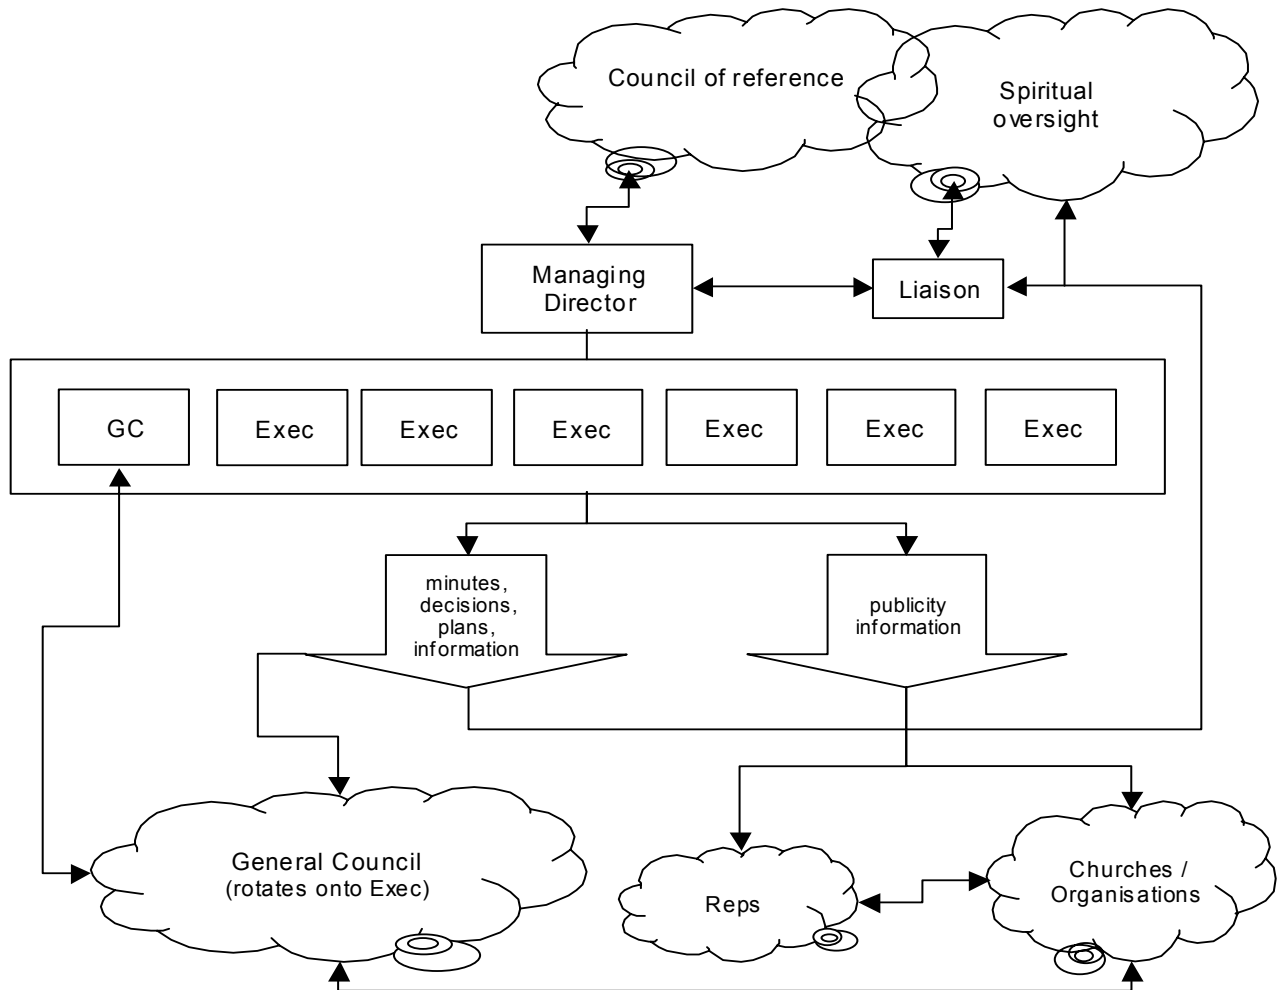 Council of reference
Spiritual
oversight
Managing
Director
Liaison
GC
Exec
Exec
Exec
Exec
Exec
Exec
minutes,
decisions,
plans,
information
publicity
information
General Council
(rotates onto Exec)
Reps
Churches /
Organisations